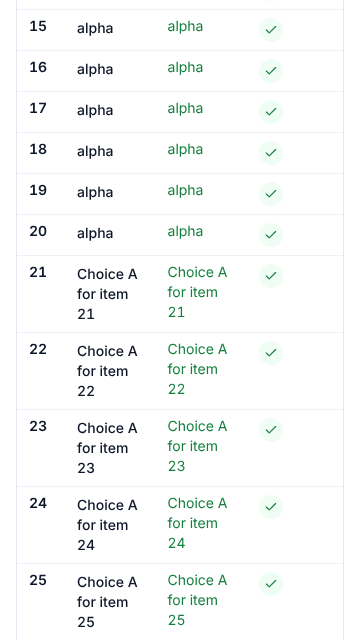 15 alpha alpha
16 alpha alpha
17 alpha alpha
18 alpha alpha
19 alpha alpha
20 alpha alpha
21 Choice A Choice A
for item for item
21 21
22 Choice A Choice A
for item for item
22 22
23 Choice A Choice A
for item for item
23 23
24 Choice A Choice A
for item for item
24 24
25 Choice A Choice A
for item for item
25 25